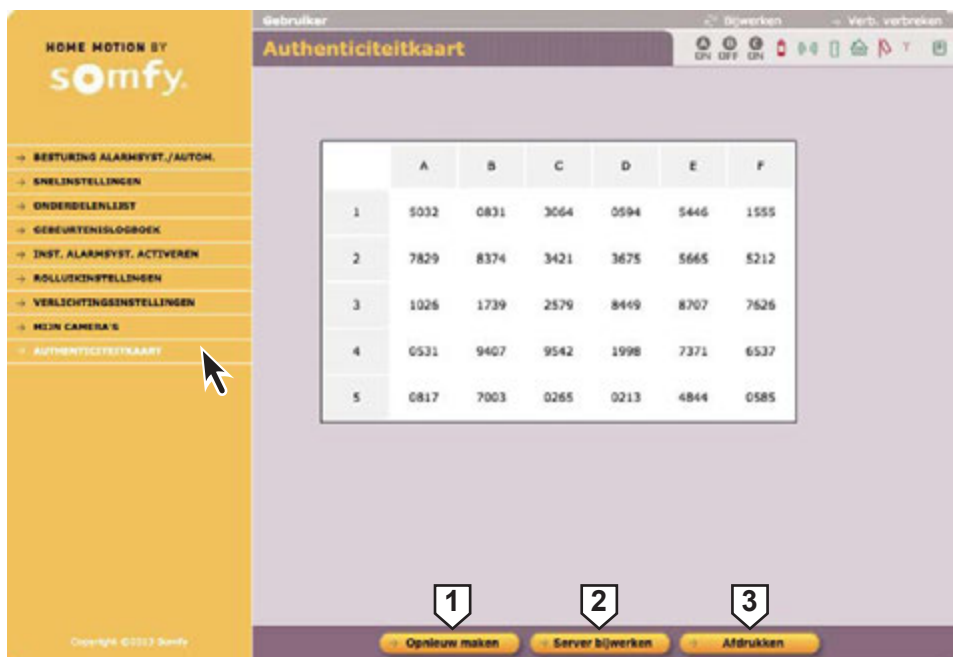 Gebruiker
Bijwerken
Verb. verbreken
HOME MOTION BY
somfy.
Authenticiteitkaart
A ON
D OFF
G ON
BESTURING ALARMSYST./AUTOM.
SNELINSTELLINGEN
ONDERDELENLIJST
GEBEURTENISLOGBOEK
INST. ALARMSYST. ACTIVEREN
ROLLUIKINSTELLINGEN
VERLICHTINGSINSTELLINGEN
MIJN CAMERA'S
AUTHENTICITEITKAART
A B C D E F
1 5032 0831 3064 0594 5446 1555
2 7829 8374 3421 3675 5665 5212
3 1026 1739 2579 8449 8707 7626
4 0531 9407 9542 1998 7371 6537
5 0817 7003 0265 0213 4844 0585
1 2 3
Copyright ©2013 Somfy
Opnieuw maken
Server bijwerken
Afdrukken